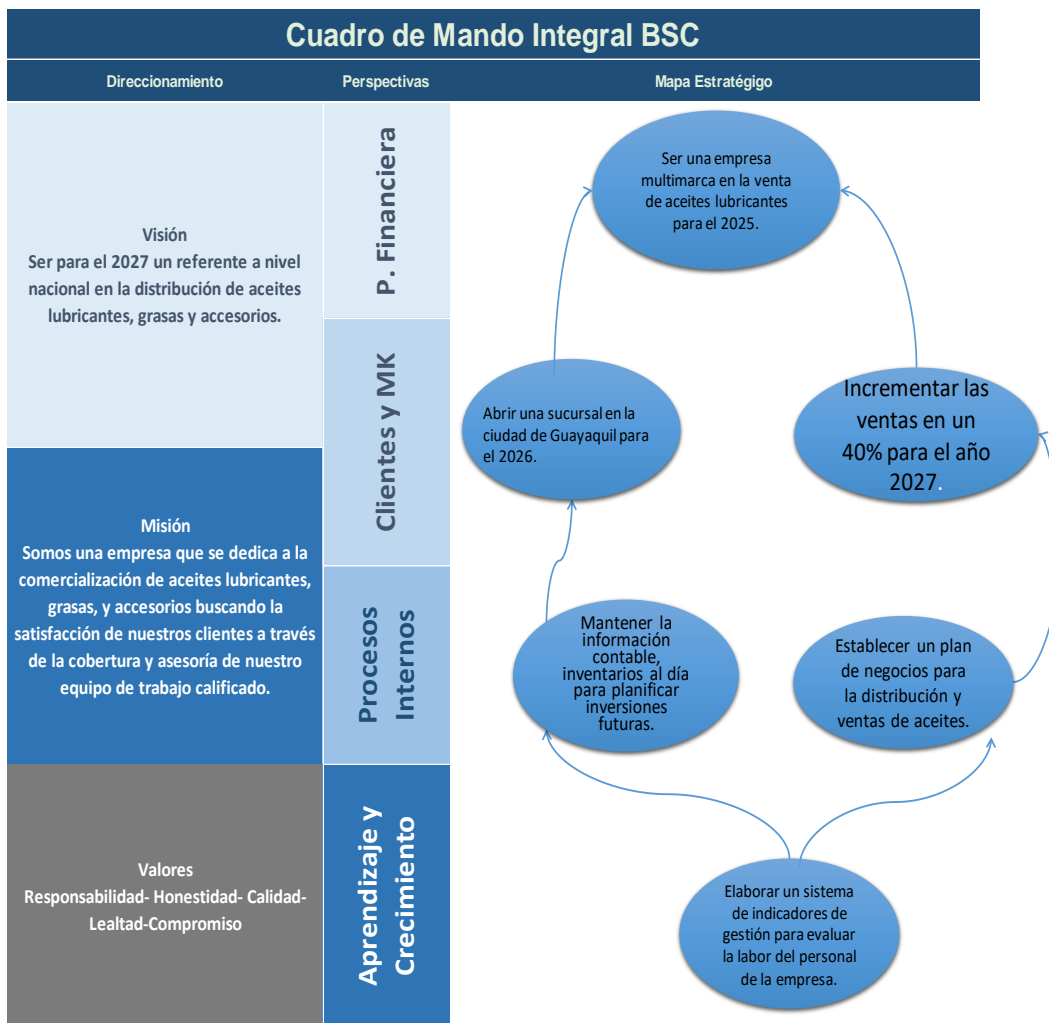 Cuadro de Mando Integral BSC
Direccionamiento
Perspectivas
Mapa Estratégigo
Visión
Ser para el 2027 un referente a nivel
nacional en la distribución de aceites
lubricantes, grasas y accesorios.
Misión
Somos una empresa que se dedica a la
comercialización de aceites lubricantes,
grasas, y accesorios buscando la
satisfacción de nuestros clientes a través
de la cobertura y asesoría de nuestro
equipo de trabajo calificado.
Valores
Responsabilidad- Honestidad- Calidad-
Lealtad-Compromiso
P. Financiera
Clientes y MK
Procesos
Internos
Aprendizaje y
Crecimiento
Ser una empresa
multimarca en la venta
de aceites lubricantes
para el 2025.
Abrir una sucursal en la
ciudad de Guayaquil para
el 2026.
Incrementar las
ventas en un
40% para el año
2027.
Mantener la
información
contable,
inventarios al día
para planificar
inversiones
futuras.
Establecer un plan
de negocios para
la distribución y
ventas de aceites.
Elaborar un sistema
de indicadores de
gestión para evaluar
la labor del personal
de la empresa.